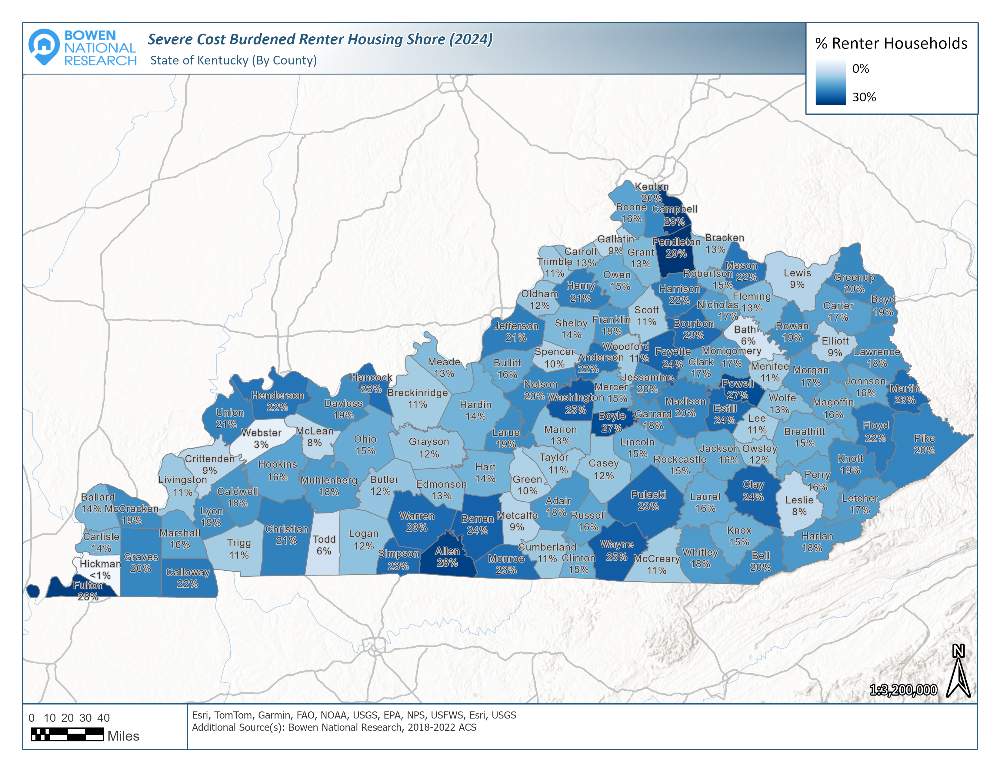 BOWEN
NATIONAL
RESEARCH
Severe Cost Burdened Renter Housing Share (2024)
State of Kentucky (By County)
% Renter Households
0%
30%
Kenton
20%
Boone
16%
Campbell
29%
Gallatin
9%
Pendleton
29%
Bracken
13%
Carroll
13%
Grant
13%
Trimble
11%
Mason
22%
Robertson
15%
Lewis
9%
Greenup
20%
Owen
15%
Henry
21%
Harrison
22%
Oldham
12%
Fleming
13%
Nicholas
17%
Boyd
19%
Carter
17%
Scott
11%
Franklin
19%
Shelby
14%
Jefferson
21%
Bourbon
23%
Bath
6%
Rowan
19%
Elliott
9%
Woodford
11%
Spencer
10%
Anderson
22%
Fayette
24%
Montgomery
17%
Clark
17%
Lawrence
18%
Menifee
11%
Morgan
17%
Meade
13%
Bullitt
16%
Hancock
23%
Jessamine
20%
Mercer
15%
Nelson
20%
Powell
27%
Johnson
16%
Martin
23%
Breckinridge
11%
Henderson
22%
Daviess
19%
Hardin
14%
Washington
25%
Madison
20%
Estill
24%
Wolfe
13%
Magoffin
16%
Union
21%
Boyle
27%
Garrard
18%
Lee
11%
Floyd
22%
Webster
3%
McLean
8%
Ohio
15%
Larue
19%
Marion
13%
Breathitt
15%
Pike
20%
Grayson
12%
Lincoln
15%
Jackson
16%
Owsley
12%
Crittenden
9%
Hopkins
16%
Taylor
11%
Casey
12%
Rockcastle
15%
Knott
19%
Hart
14%
Perry
16%
Livingston
11%
Muhlenberg
18%
Butler
12%
Edmonson
13%
Green
10%
Clay
24%
Caldwell
18%
Pulaski
23%
Laurel
16%
Leslie
8%
Letcher
17%
Ballard
14%
McCracken
19%
Lyon
19%
Adair
18%
Warren
23%
Barren
24%
Metcalfe
9%
Russell
16%
Christian
21%
Marshall
16%
Carlisle
14%
Todd
6%
Logan
12%
Trigg
11%
Knox
15%
Harlan
18%
Wayne
25%
Cumberland
11%
Allen
28%
Simpson
23%
Monroe
23%
Clinton
15%
McCreary
11%
Whitley
18%
Bell
20%
Graves
20%
Hickman
<1%
Calloway
22%
Fulton
28%
N
1:3,200,000
0 10 20 30 40
Miles
Esri, TomTom, Garmin, FAO, NOAA, USGS, EPA, NPS, USFWS, Esri, USGS
Additional Source(s): Bowen National Research, 2018-2022 ACS